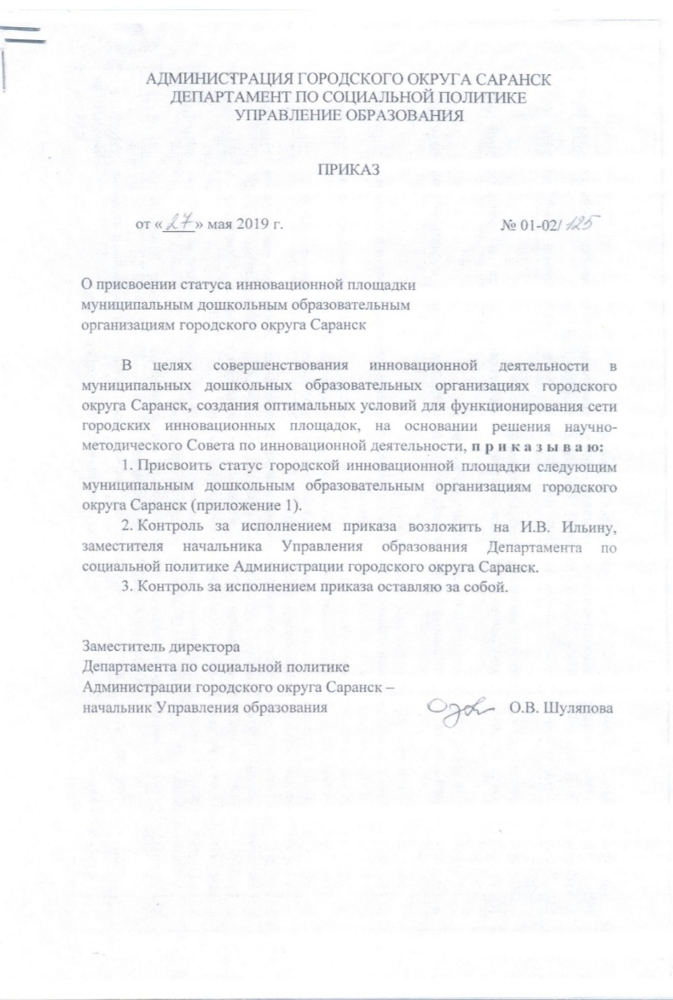 АДМИНИСТРАЦИЯ ГОРОДСКОГО ОКРУГА САРАНСК
ДЕПАРТАМЕНТ ПО СОЦИАЛЬНОЙ ПОЛИТИКЕ
УПРАВЛЕНИЕ ОБРАЗОВАНИЯ
ПРИКАЗ
от «27» мая 2019 г. № 01-02/125
О присвоении статуса инновационной площадки
муниципальным дошкольным образовательным
организациям городского округа Саранск
В целях совершенствования инновационной деятельности в
муниципальных дошкольных образовательных организациях городского
округа Саранск, создания оптимальных условий для функционирования сети
городских инновационных площадок, на основании решения научно-
методического Совета по инновационной деятельности, п р и к а з ы в а ю:
1. Присвоить статус городской инновационной площадки следующим
муниципальным дошкольным образовательным организациям городского
округа Саранск (приложение 1).
2. Контроль за исполнением приказа возложить на И.В. Ильину,
заместителя начальника Управления образования Департамента по
социальной политике Администрации городского округа Саранск.
3. Контроль за исполнением приказа оставляю за собой.
Заместитель директора
Департамента по социальной политике
Администрации городского округа Саранск –
начальник Управления образования О.В. Шуляпова